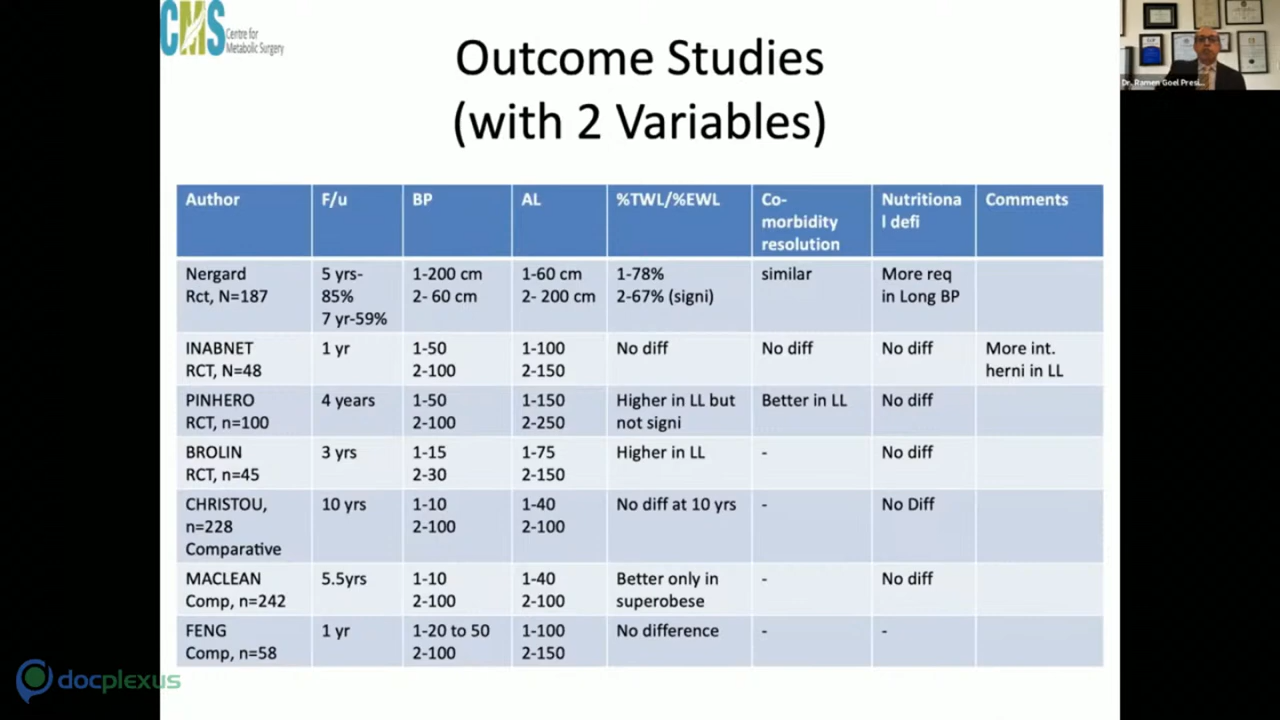 CMS Centre for
Metabolic Surgery
Dr. Ramen Goel Presi...
Outcome Studies
(with 2 Variables)
Author F/u BP AL %TWL/%EWL Co-morbidity resolution Nutritiona l defi Comments
Nergard 5 yrs- 1-200 cm 1-60 cm 1-78% similar More req
Rct, N=187 85% 2- 60 cm 2- 200 cm 2-67% (signi) in Long BP
7 yr-59%
INABNET 1 yr 1-50 1-100 No diff No diff No diff More int.
RCT, N=48 2-100 2-150 herni in LL
PINHERO 4 years 1-50 1-150 Higher in LL but Better in LL No diff
RCT, n=100 2-100 2-250 not signi
BROLIN 3 yrs 1-15 1-75 Higher in LL - No diff
RCT, n=45 2-30 2-150
CHRISTOU, 10 yrs 1-10 1-40 No diff at 10 yrs - No Diff
n=228 2-100 2-100
Comparative
MACLEAN 5.5yrs 1-10 1-40 Better only in - No diff
Comp, n=242 2-100 2-100 superobese
FENG 1 yr 1-20 to 50 1-100 No difference - -
Comp, n=58 2-100 2-150
docplexus